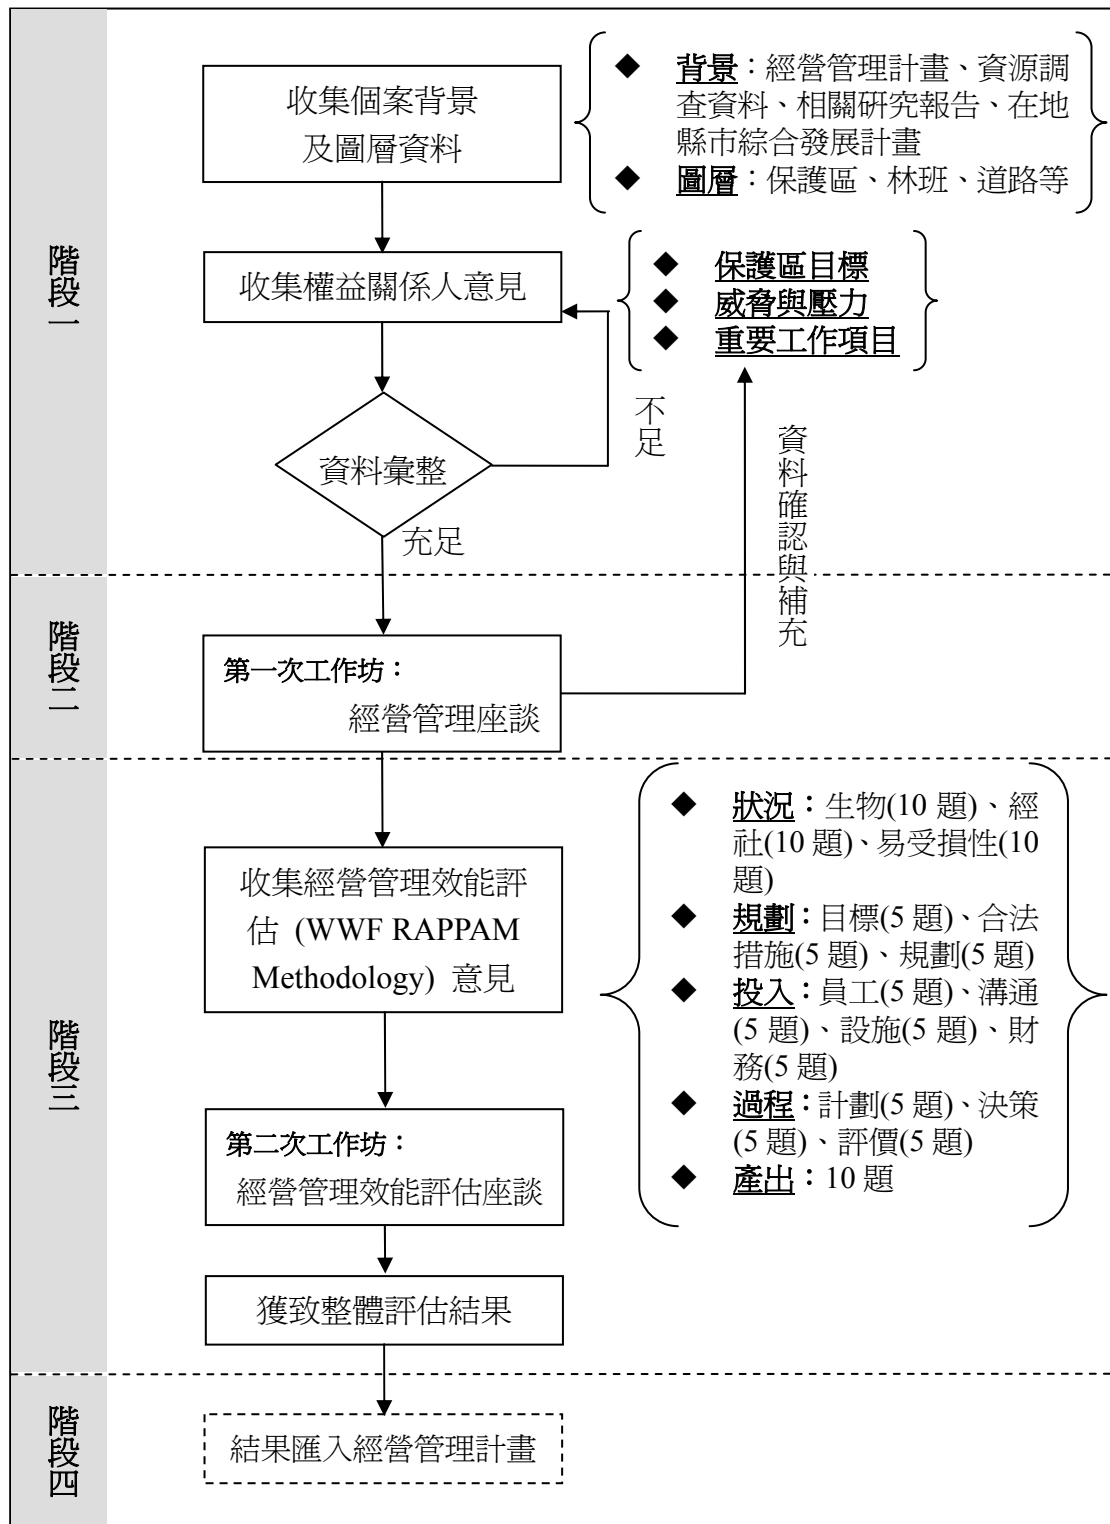 階段一
收集個案背景
及圖層資料
◆ 背景：經營管理計畫、資源調
查資料、相關研究報告、在地
縣市綜合發展計畫
◆ 圖層：保護區、林班、道路等
收集權益關係人意見
◆ 保護區目標
◆ 威脅與壓力
◆ 重要工作項目
不足
資料彙整
充足
資料確認與補充
階段二
第一次工作坊：
經營管理座談
階段三
收集經營管理效能評
估 (WWF RAPPAM
Methodology) 意見
◆ 狀況：生物(10 題)、經
社(10 題)、易受損性(10
題)
◆ 規劃：目標(5 題)、合法
措施(5 題)、規劃(5 題)
◆ 投入：員工(5 題)、溝通
(5 題)、設施(5 題)、財
務(5 題)
◆ 過程：計劃(5 題)、決策
(5 題)、評價(5 題)
◆ 產出：10 題
第二次工作坊：
經營管理效能評估座談
獲致整體評估結果
階段四
結果匯入經營管理計畫